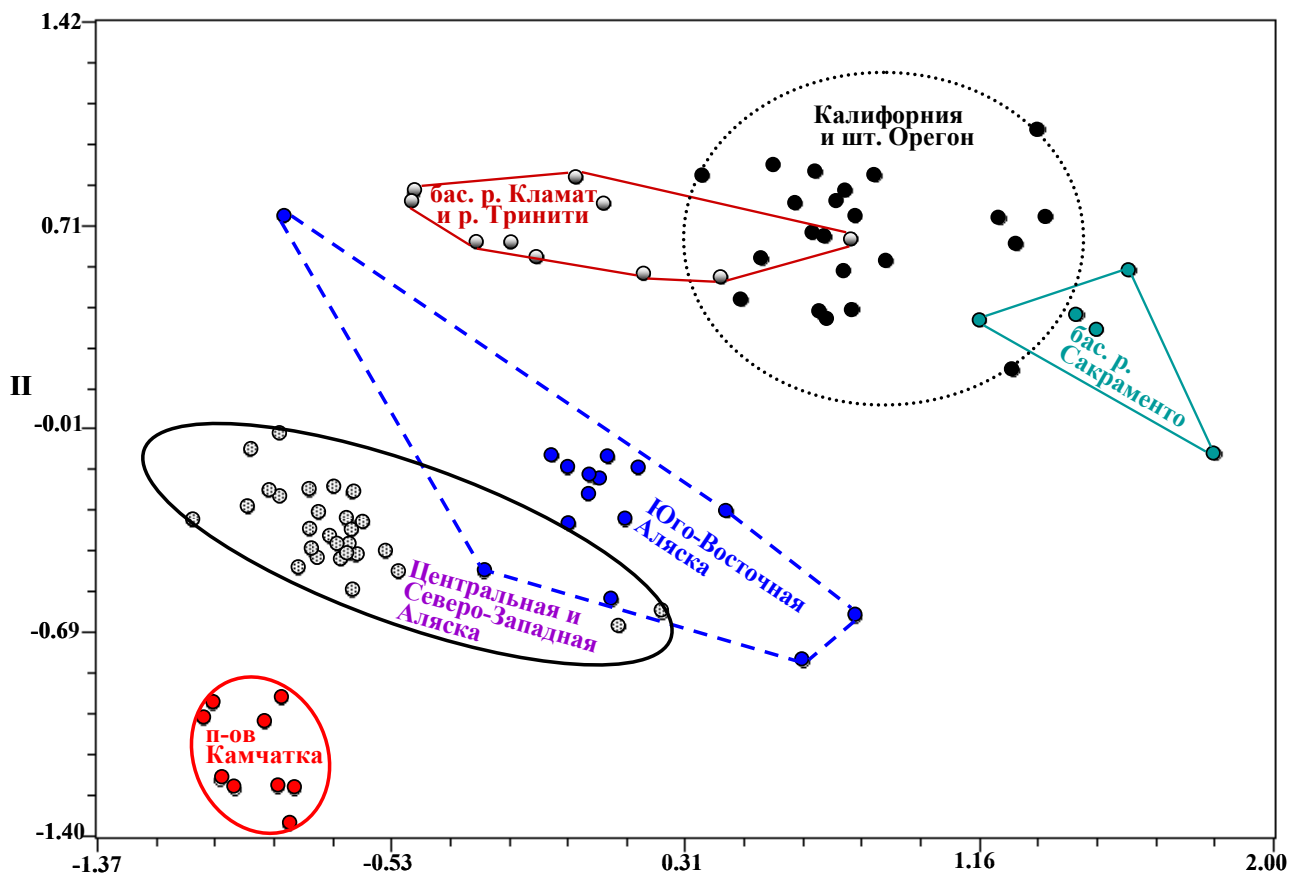 1.42
Калифорния
и шт. Орегон
бас. р. Кламат
и р. Тринити
0.71
бас. р.
Сакраменто
II
-0.01
Юго-Восточная
Аляска
Центральная и
Северо-Западная
Аляска
-0.69
п-ов
Камчатка
-1.40
-1.37
-0.53
0.31
1.16
2.00